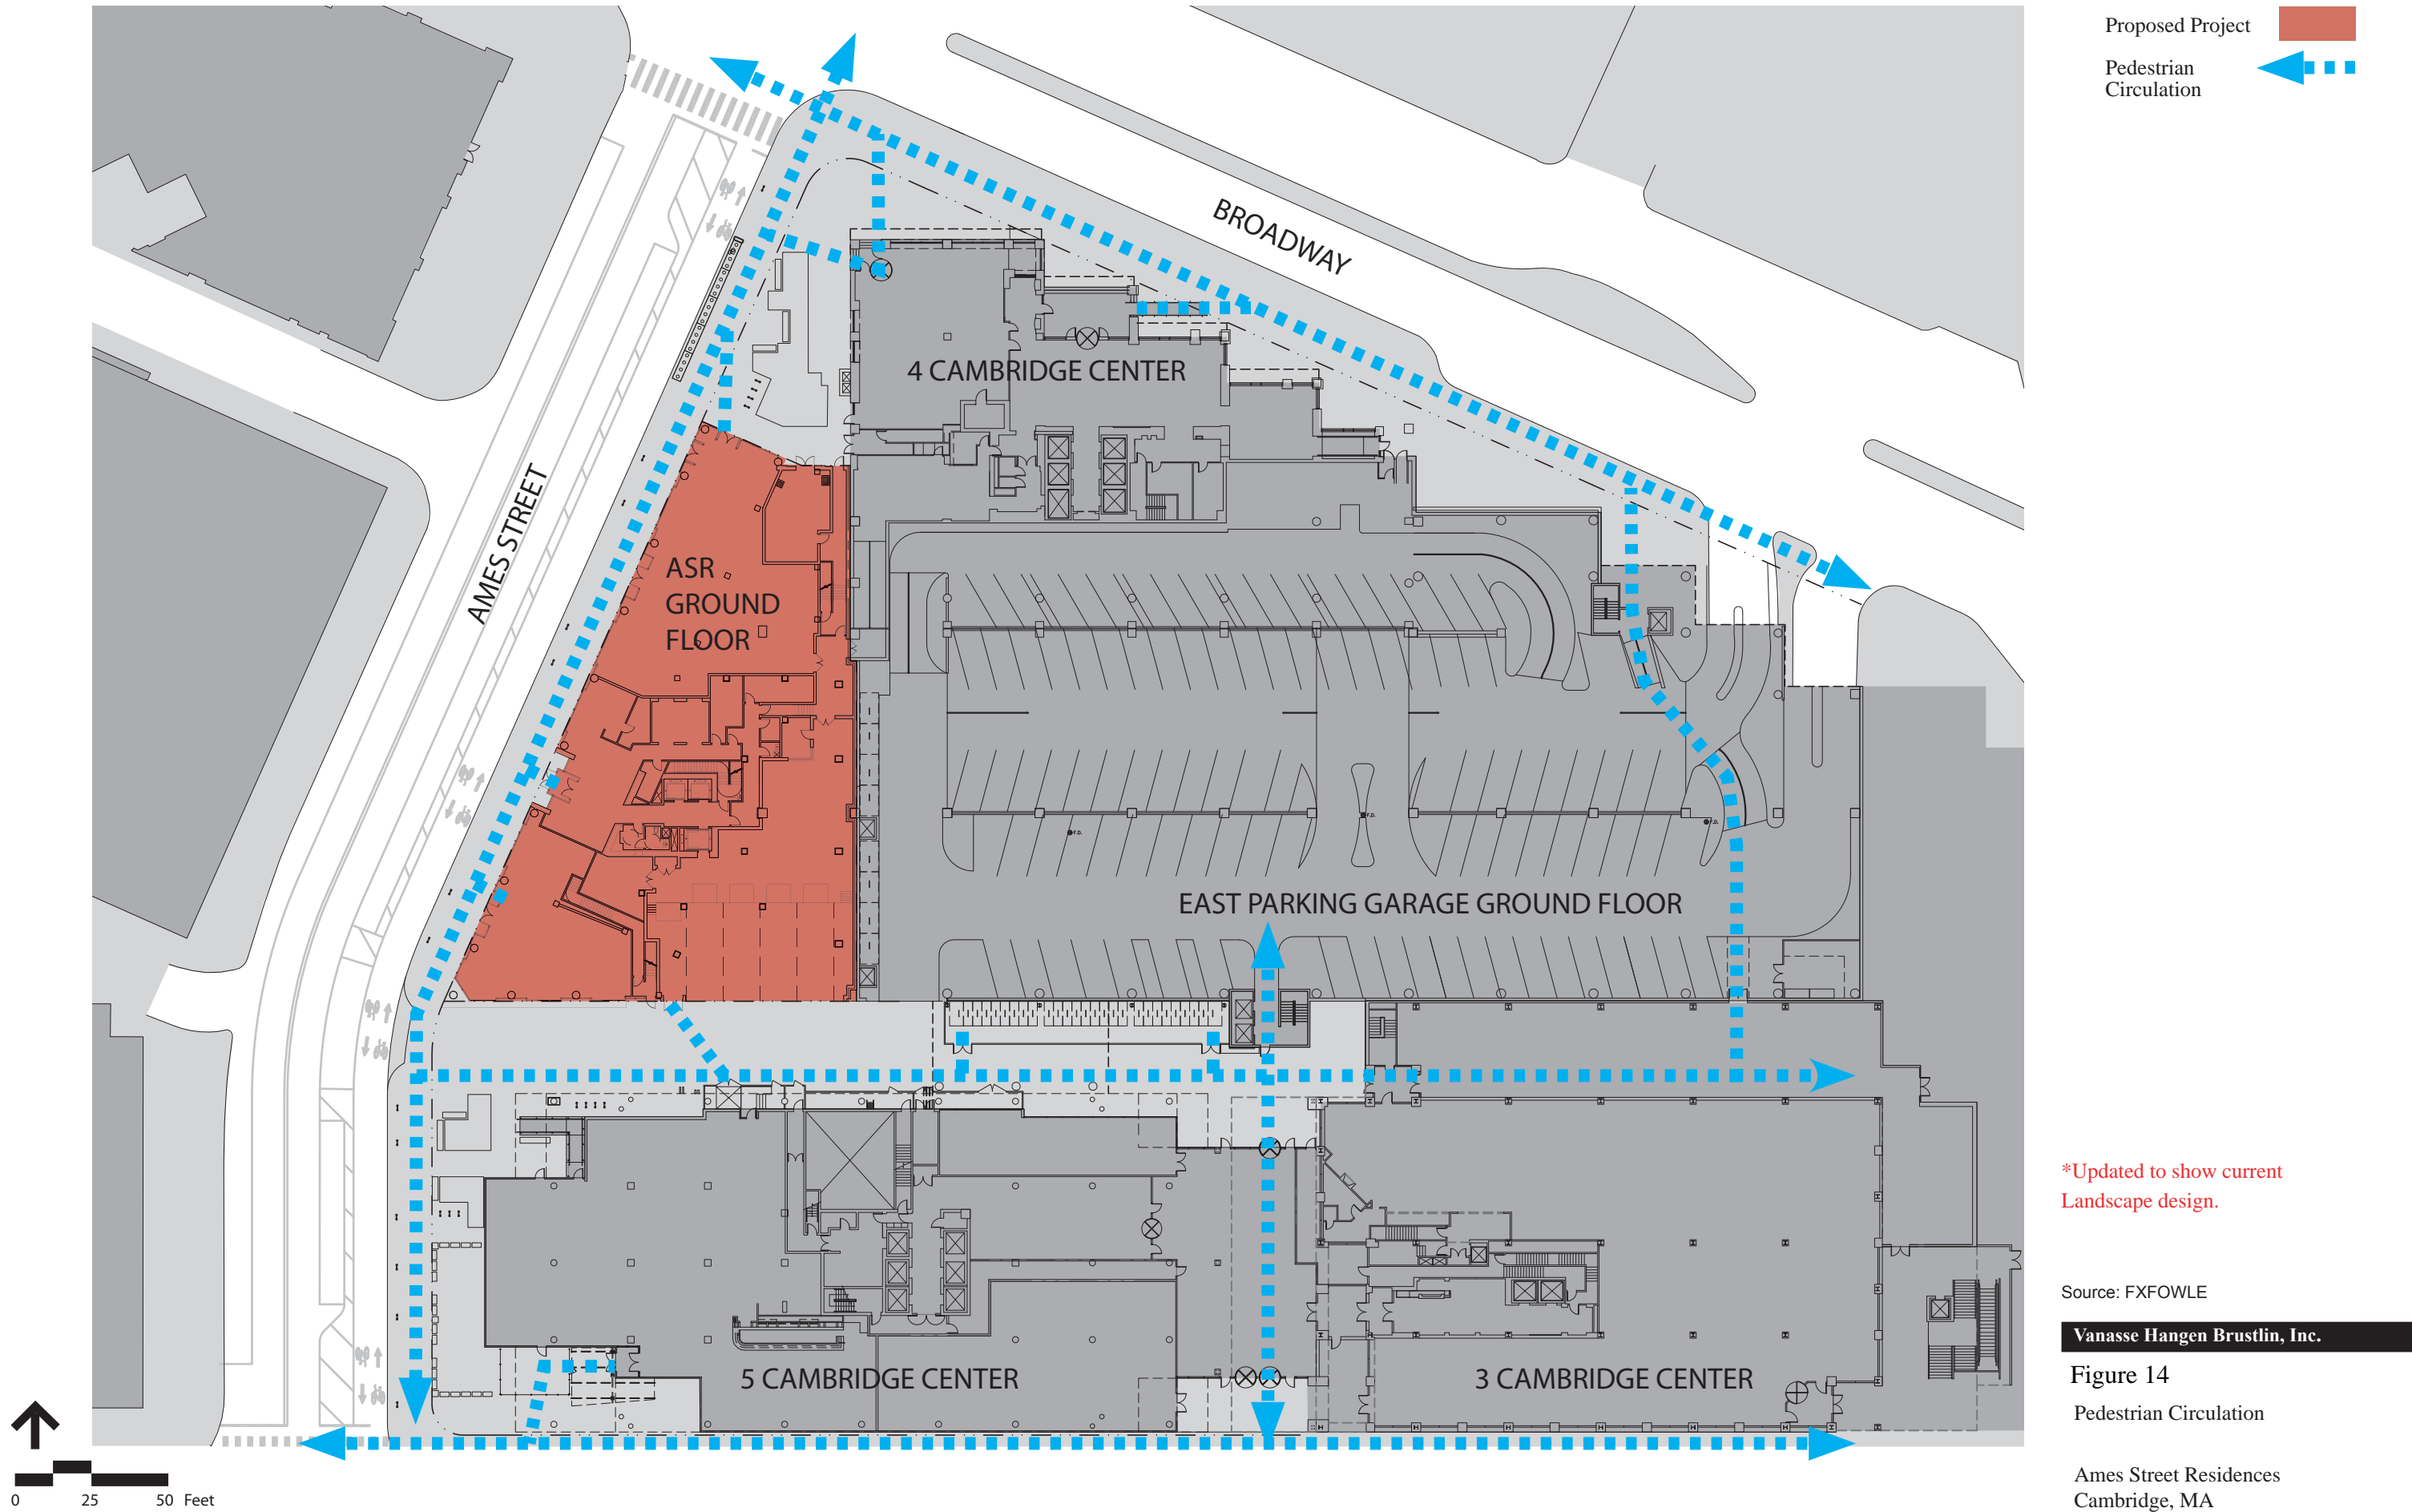 Proposed Project
Pedestrian
Circulation
BROADWAY
4 CAMBRIDGE CENTER
AMES STREET
ASR
GROUND
FLOOR
F.D.
F.D.
F.D.
EAST PARKING GARAGE GROUND FLOOR
5 CAMBRIDGE CENTER
3 CAMBRIDGE CENTER
*Updated to show current
Landscape design.
Source: FXFOWLE
Vanasse Hangen Brustlin, Inc.
Figure 14
Pedestrian Circulation
Ames Street Residences
Cambridge, MA
0 25 50 Feet